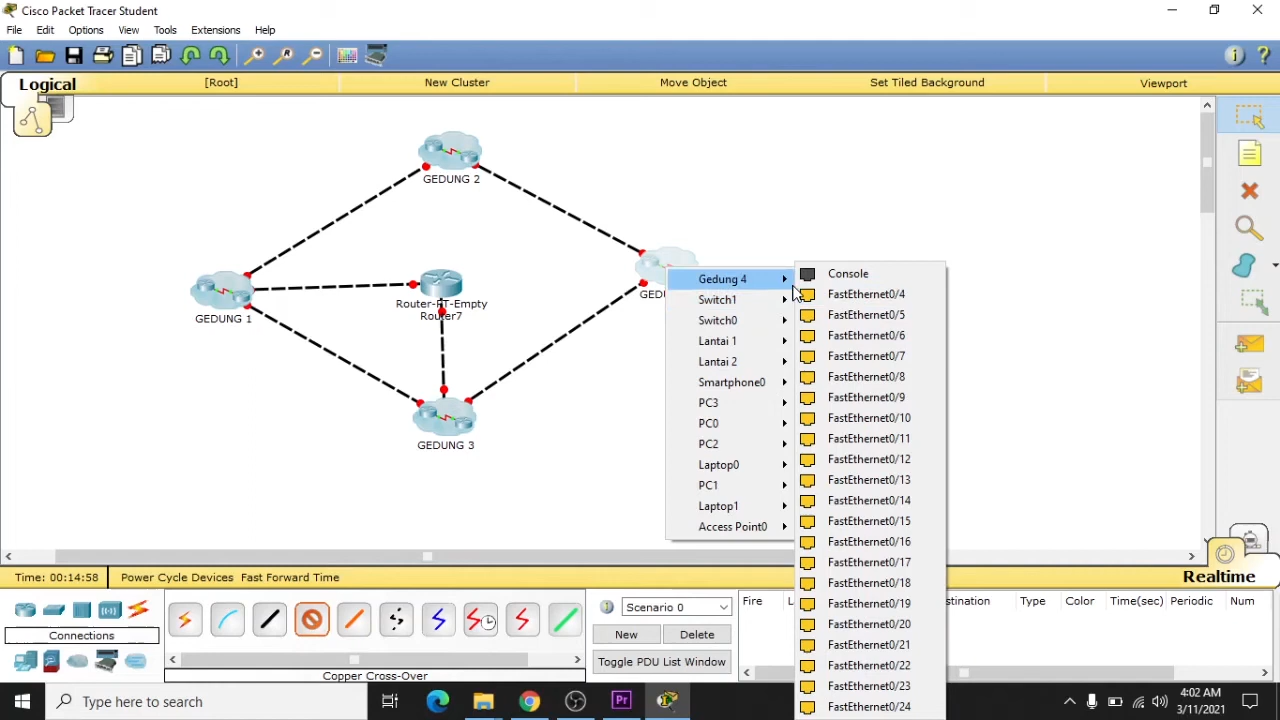 Cisco Packet Tracer Student
File Edit Options View Tools Extensions Help
Logical [Root] New Cluster Move Object Set Tiled Background Viewport
GEDUNG 2
GEDUNG 1
Router-PT-Empty
Router7
GEDU
GEDUNG 3
Gedung 4
Switch1
Switch0
Lantai 1
Lantai 2
Smartphone0
PC3
PC0
PC2
Laptop0
PC1
Laptop1
Access Point0
Console
FastEthernet0/4
FastEthernet0/5
FastEthernet0/6
FastEthernet0/7
FastEthernet0/8
FastEthernet0/9
FastEthernet0/10
FastEthernet0/11
FastEthernet0/12
FastEthernet0/13
FastEthernet0/14
FastEthernet0/15
FastEthernet0/16
FastEthernet0/17
FastEthernet0/18
FastEthernet0/19
FastEthernet0/20
FastEthernet0/21
FastEthernet0/22
FastEthernet0/23
FastEthernet0/24
Time: 00:14:58 Power Cycle Devices Fast Forward Time
Realtime
Connections
Copper Cross-Over
Scenario 0
New Delete
Toggle PDU List Window
Fire L stination Type Color Time(sec) Periodic Num
Type here to search
Pr
4:02 AM
3/11/2021